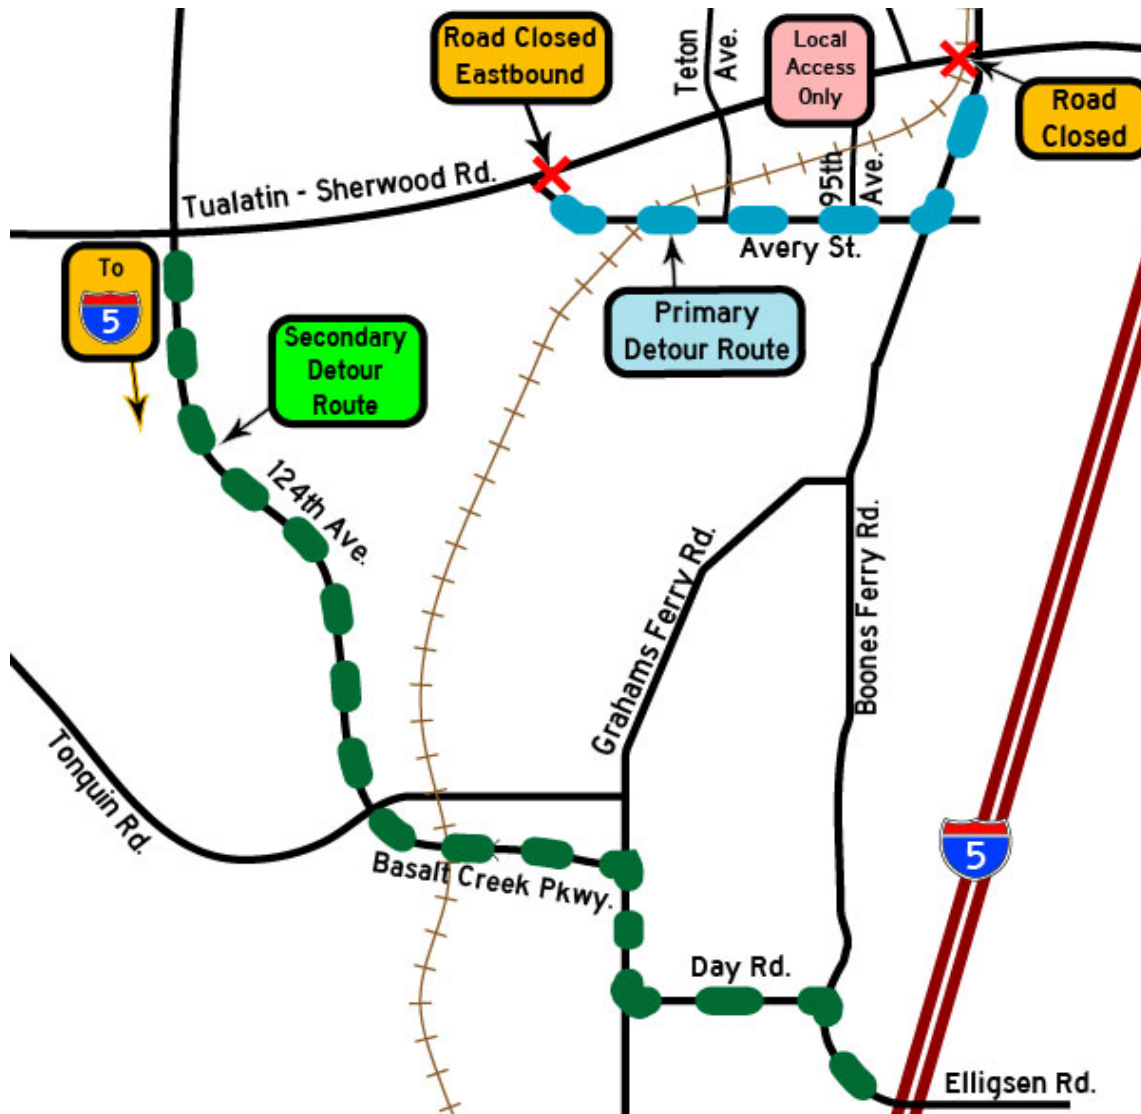 Road Closed
Eastbound
Teton
Ave.
Local
Access
Only
Road
Closed
95th
Ave.
Tualatin - Sherwood Rd.
Avery St.
To
5
Primary
Detour Route
Secondary
Detour
Route
124th Ave.
Grahams Ferry Rd.
Boones Ferry Rd.
Tonquin Rd.
5
Basalt Creek Pkwy.
Day Rd.
Elligsen Rd.